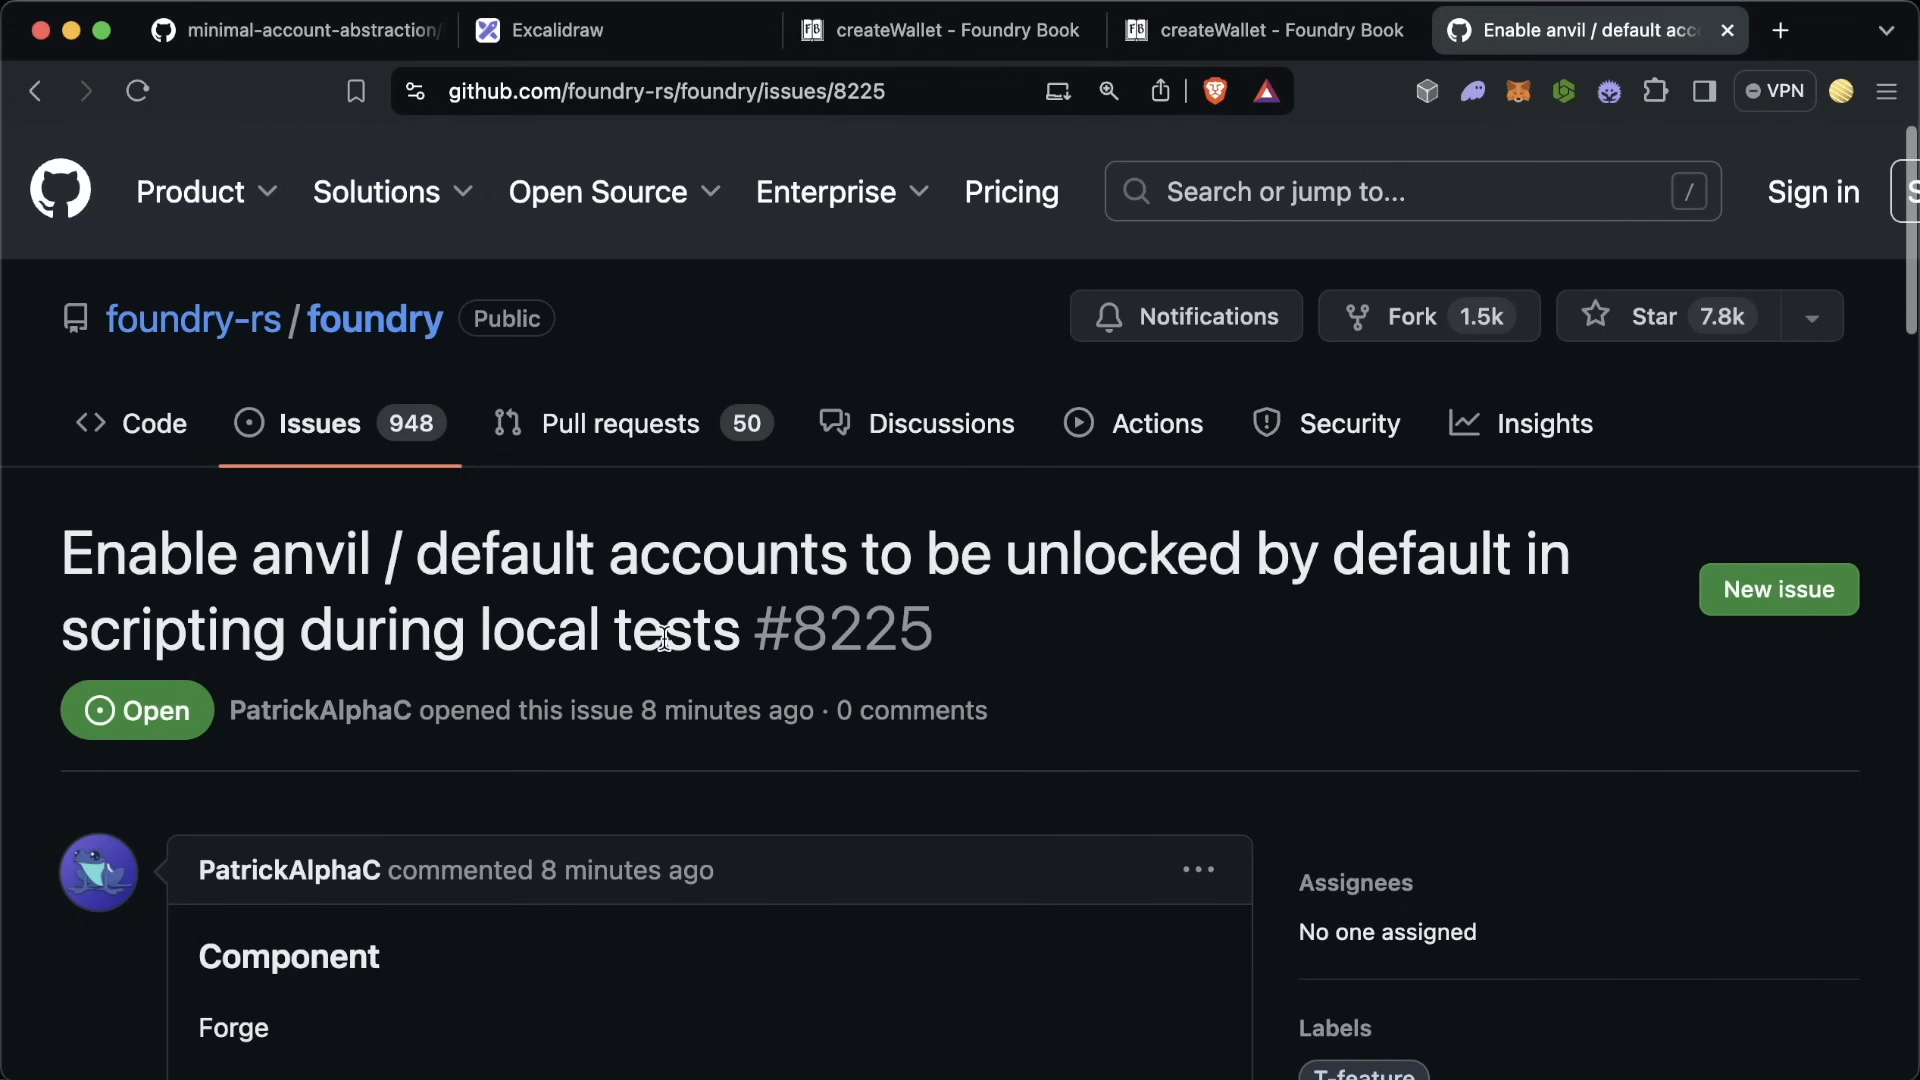 minimal-account-abstraction/
Excalidraw
createWallet - Foundry Book
createWallet - Foundry Book
Enable anvil / default acc
github.com/foundry-rs/foundry/issues/8225
VPN
Product
Solutions
Open Source
Enterprise
Pricing
Search or jump to...
/
Sign in
foundry-rs / foundry
Public
Notifications
Fork 1.5k
Star 7.8k
Code
Issues 948
Pull requests 50
Discussions
Actions
Security
Insights
Enable anvil / default accounts to be unlocked by default in
scripting during local tests #8225
New issue
Open
PatrickAlphaC opened this issue 8 minutes ago · 0 comments
PatrickAlphaC commented 8 minutes ago
Component
Forge
Assignees
No one assigned
Labels
T-feature